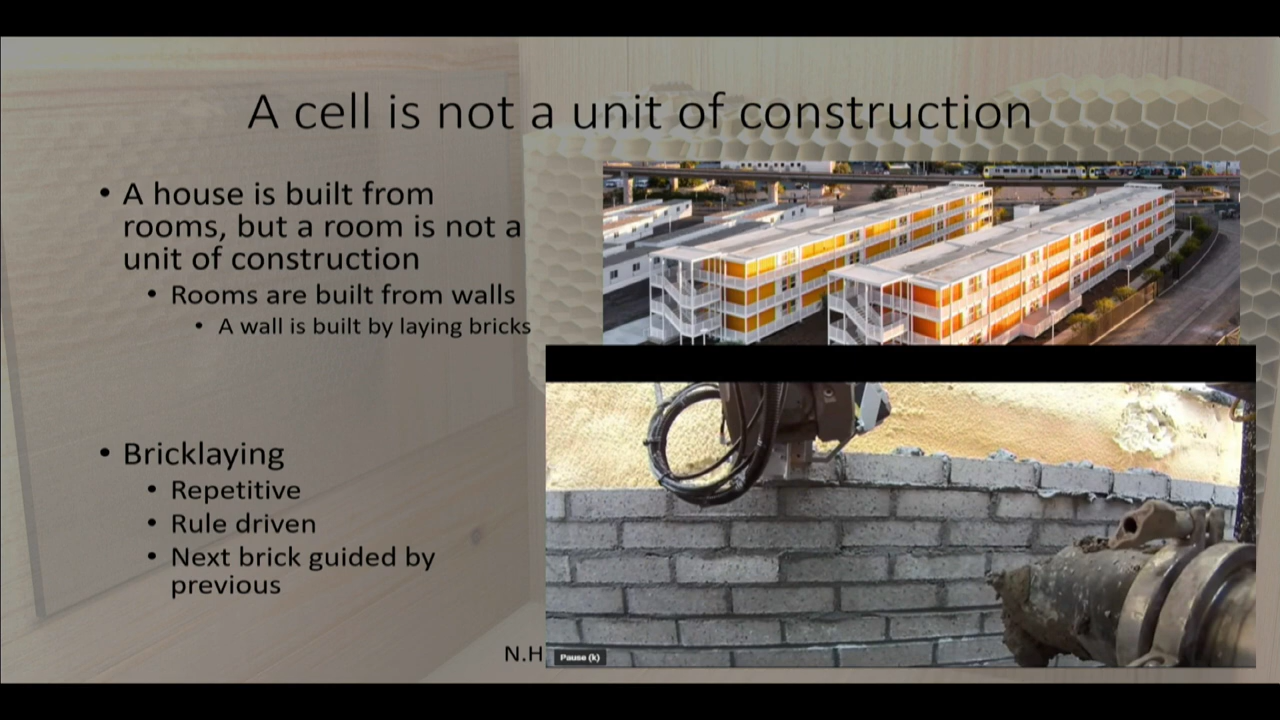 A cell is not a unit of construction
• A house is built from
rooms, but a room is not a
unit of construction
• Rooms are built from walls
• A wall is built by laying bricks
• Bricklaying
• Repetitive
• Rule driven
• Next brick guided by
previous
N.H
Pause (k)